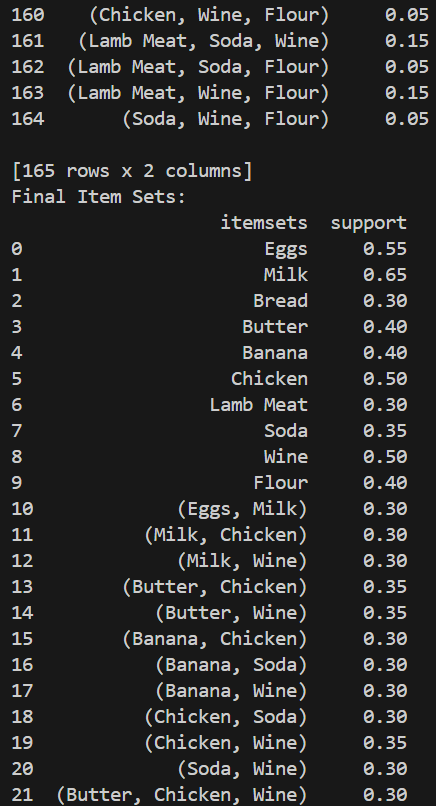 160    (Chicken, Wine, Flour)     0.05
161   (Lamb Meat, Soda, Wine)     0.15
162  (Lamb Meat, Soda, Flour)     0.05
163  (Lamb Meat, Wine, Flour)     0.15
164       (Soda, Wine, Flour)     0.05
[165 rows x 2 columns]
Final Item Sets:
                   itemsets  support
0                      Eggs     0.55
1                      Milk     0.65
2                     Bread     0.30
3                    Butter     0.40
4                    Banana     0.40
5                   Chicken     0.50
6                 Lamb Meat     0.30
7                      Soda     0.35
8                      Wine     0.50
9                     Flour     0.40
10             (Eggs, Milk)     0.30
11          (Milk, Chicken)     0.30
12             (Milk, Wine)     0.30
13        (Butter, Chicken)     0.35
14           (Butter, Wine)     0.35
15        (Banana, Chicken)     0.30
16           (Banana, Soda)     0.30
17           (Banana, Wine)     0.30
18          (Chicken, Soda)     0.30
19          (Chicken, Wine)     0.35
20             (Soda, Wine)     0.30
21  (Butter, Chicken, Wine)     0.30